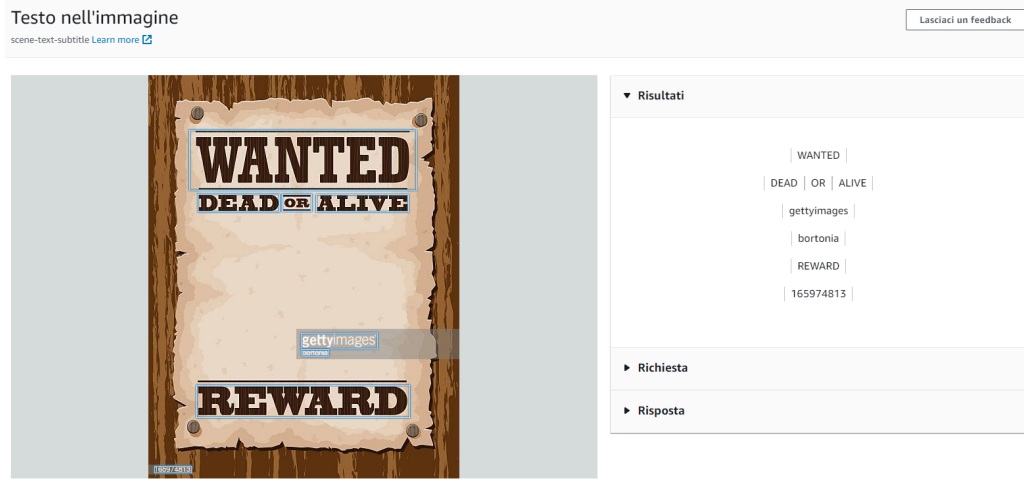 Testo nell'immagine
Lasciaci un feedback
scene-text-subtitle Learn more
WANTED
DEAD OR ALIVE
gettyimages
bortonia
REWARD
165974813
Risultati
WANTED
DEAD OR ALIVE
gettyimages
bortonia
REWARD
165974813
Richiesta
Risposta